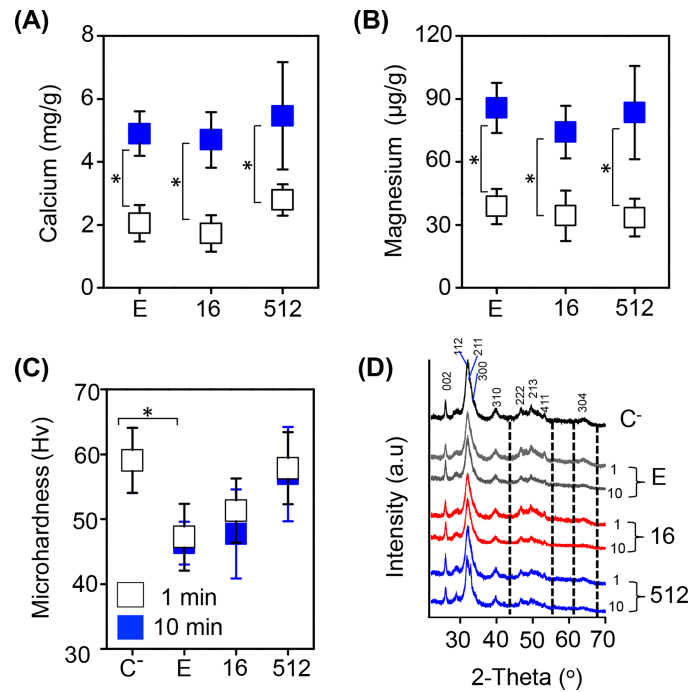 (A)
Calcium (mg/g)
8
6
4
2
0
*
*
*
E
16
512
(B)
Magnesium (µg/g)
120
90
60
30
0
*
*
*
E
16
512
(C)
Microhardness (Hv)
70
60
50
40
30
*
1 min
10 min
C⁻
E
16
512
(D)
Intensity (a.u)
002
112
211
300
310
222
213
411
304
C⁻
1
10
E
1
10
16
1
10
512
30
40
50
60
70
2-Theta (º)